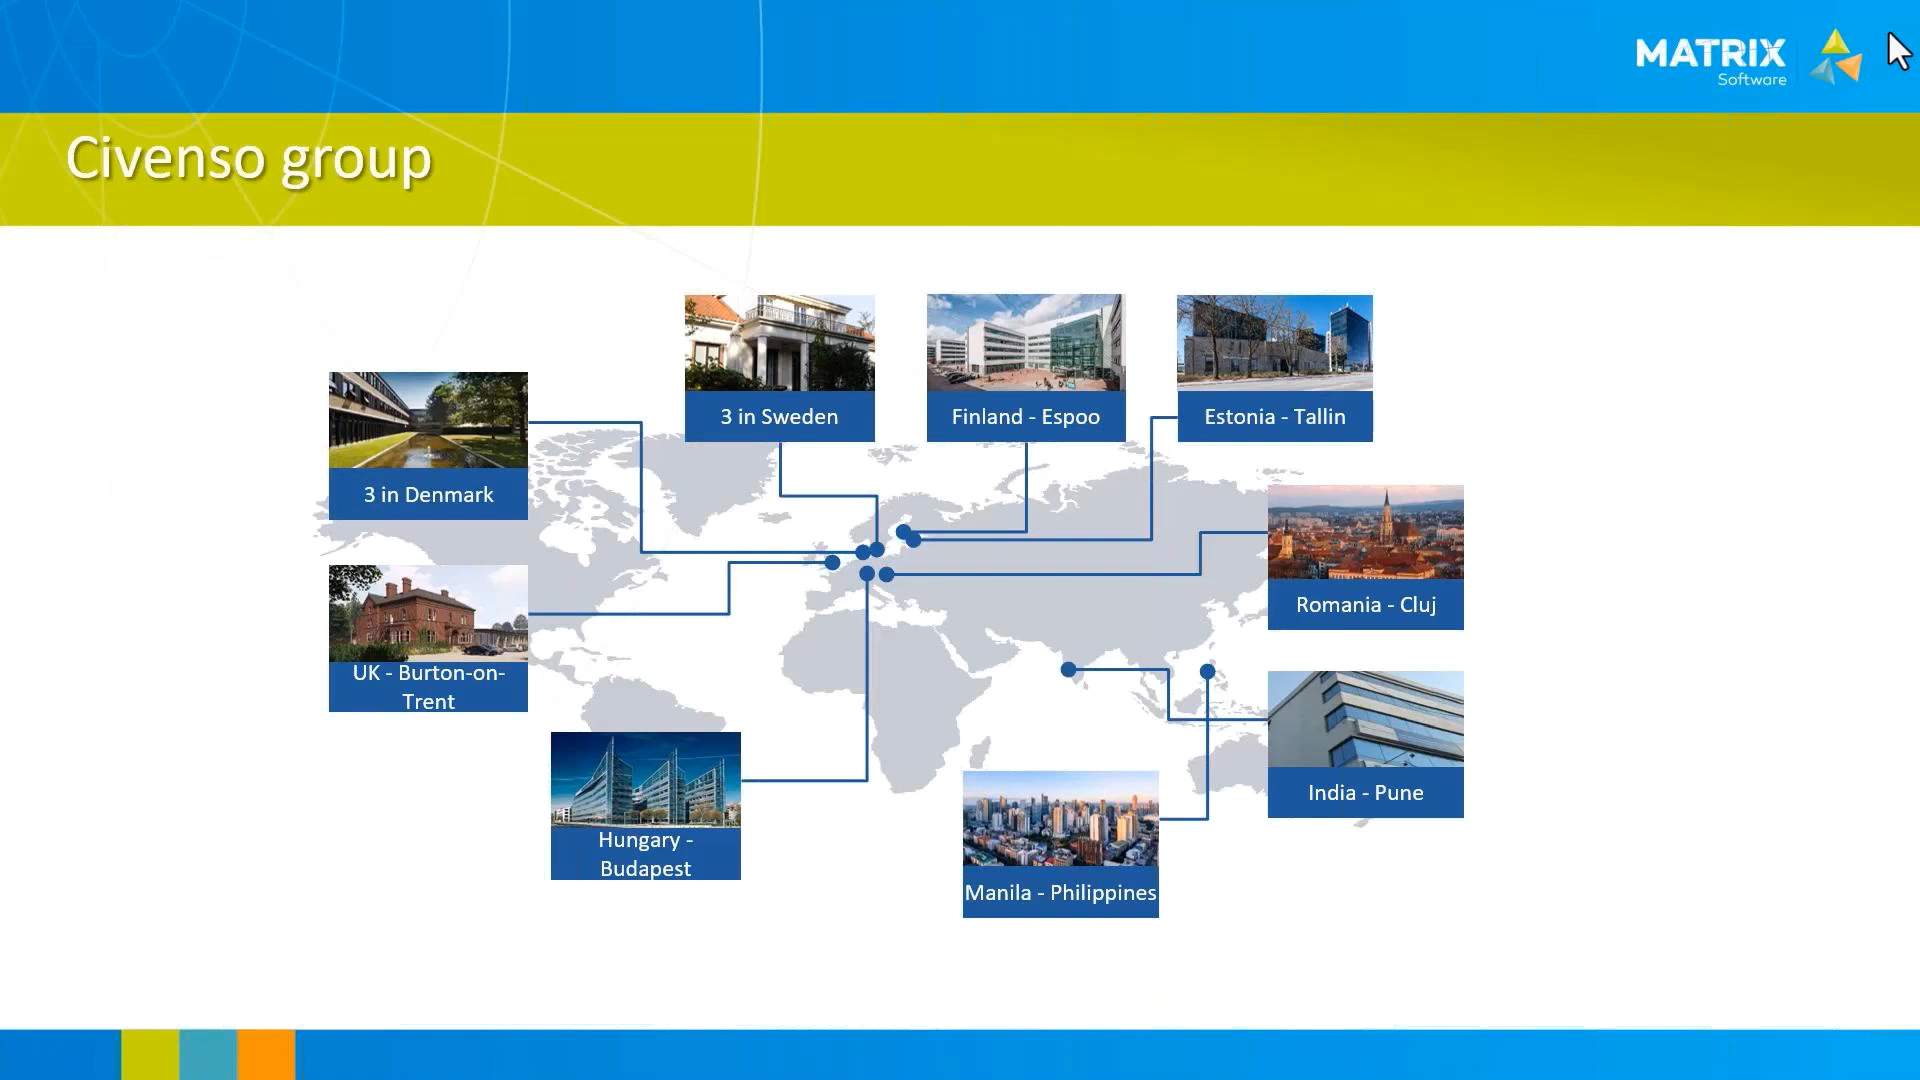 MATRIX
Software
Civenso group
3 in Sweden
Finland - Espoo
Estonia - Tallin
3 in Denmark
Romania - Cluj
UK - Burton-on-
Trent
India - Pune
Hungary -
Budapest
Manila - Philippines